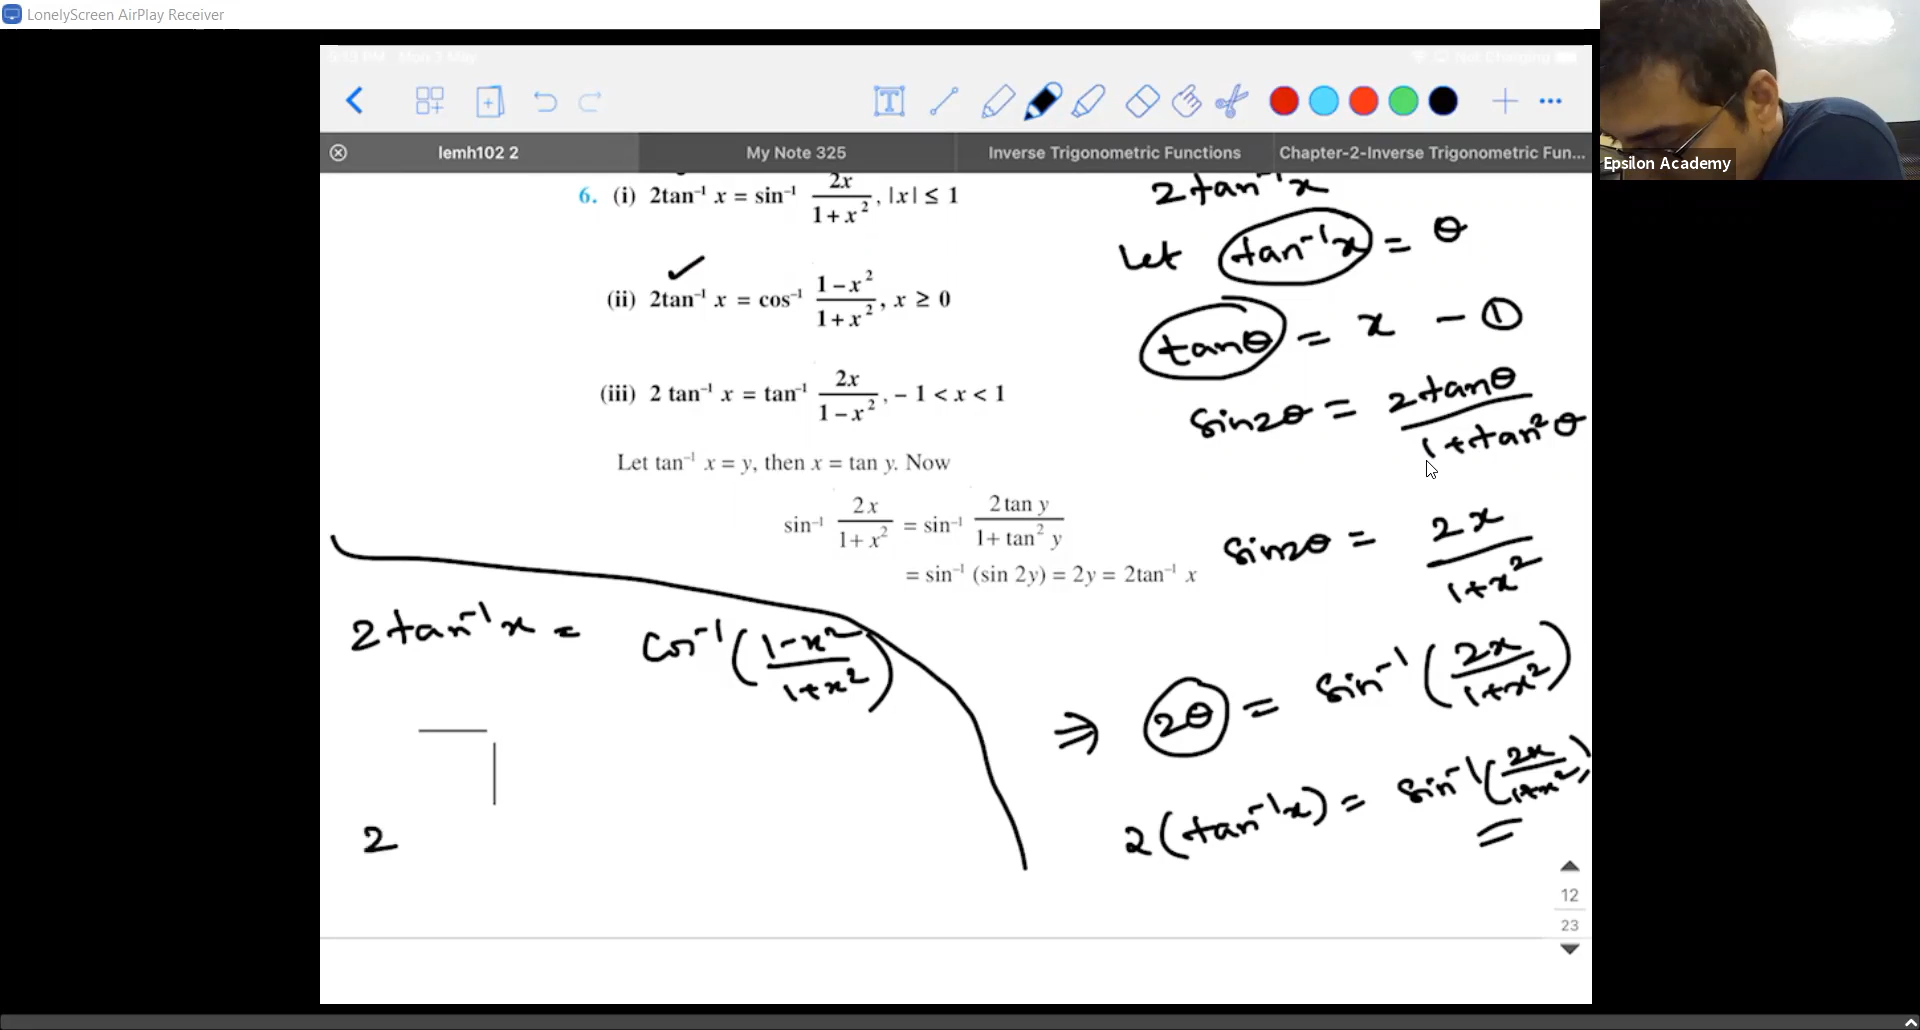 LonelyScreen AirPlay Receiver
Epsilon Academy
lemh102 2
My Note 325
Inverse Trigonometric Functions
Chapter-2-Inverse Trigonometric Fun...
6. (i) 2tan⁻¹ x = sin⁻¹ 2x/(1+x²), |x| ≤ 1
✓
(ii) 2tan⁻¹ x = cos⁻¹ (1−x²)/(1+x²), x ≥ 0
(iii) 2 tan⁻¹ x = tan⁻¹ 2x/(1−x²), − 1 < x < 1
Let tan⁻¹ x = y, then x = tan y. Now
sin⁻¹ 2x/(1+x²) = sin⁻¹ (2 tan y)/(1+ tan² y)
= sin⁻¹ (sin 2y) = 2y = 2tan⁻¹ x
2tan⁻¹x = cos⁻¹((1−x²)/(1+x²))
2
2tan⁻¹x
Let tan⁻¹x = θ
tanθ = x − ①
sin2θ = 2tanθ/(1+tan²θ)
sin2θ = 2x/(1+x²)
⇒ 2θ = sin⁻¹(2x/(1+x²))
2(tan⁻¹x) = sin⁻¹(2x/(1+x²))
12
23